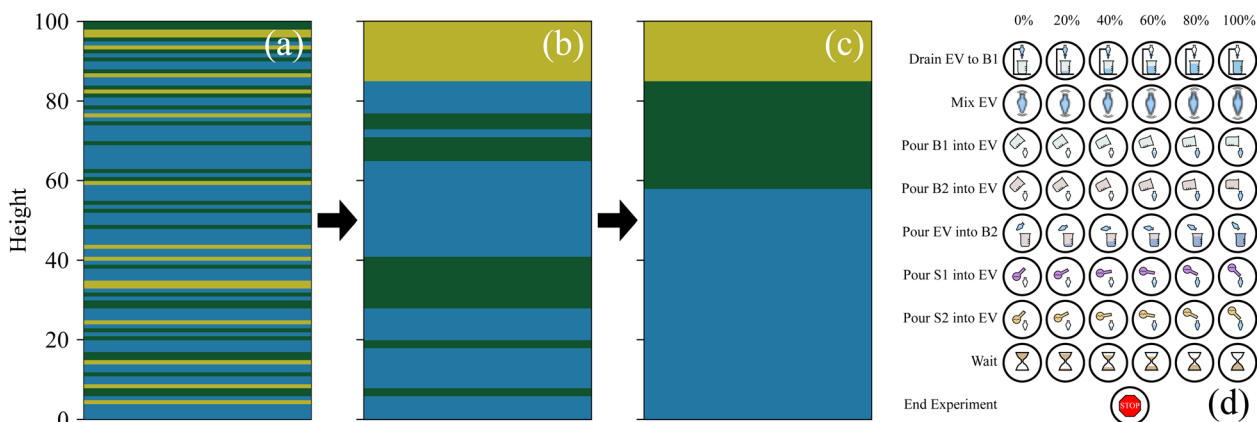 100
80
60
40
20
0
Height
(a)
(b)
(c)
0% 20% 40% 60% 80% 100%
Drain EV to B1
Mix EV
Pour B1 into EV
Pour B2 into EV
Pour EV into B2
Pour S1 into EV
Pour S2 into EV
Wait
End Experiment
STOP
(d)